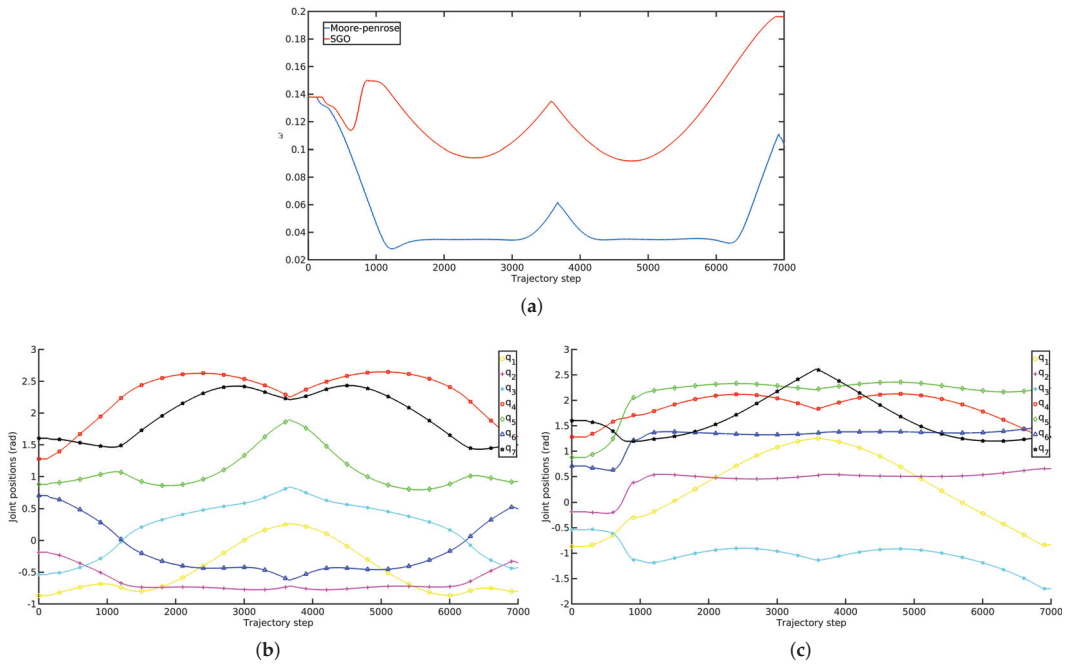 0.2
0.18
0.16
0.14
0.12
0.1
0.08
0.06
0.04
0.02
ω
Moore-penrose
SGO
0 1000 2000 3000 4000 5000 6000 7000
Trajectory step
(a)
3
2.5
2
1.5
1
0.5
0
-0.5
-1
Joint positions (rad)
q1
q2
q3
q4
q5
q6
q7
0 1000 2000 3000 4000 5000 6000 7000
Trajectory step
(b)
3
2.5
2
1.5
1
0.5
0
-0.5
-1
-1.5
-2
Joint positions (rad)
q1
q2
q3
q4
q5
q6
q7
0 1000 2000 3000 4000 5000 6000 7000
Trajectory step
(c)